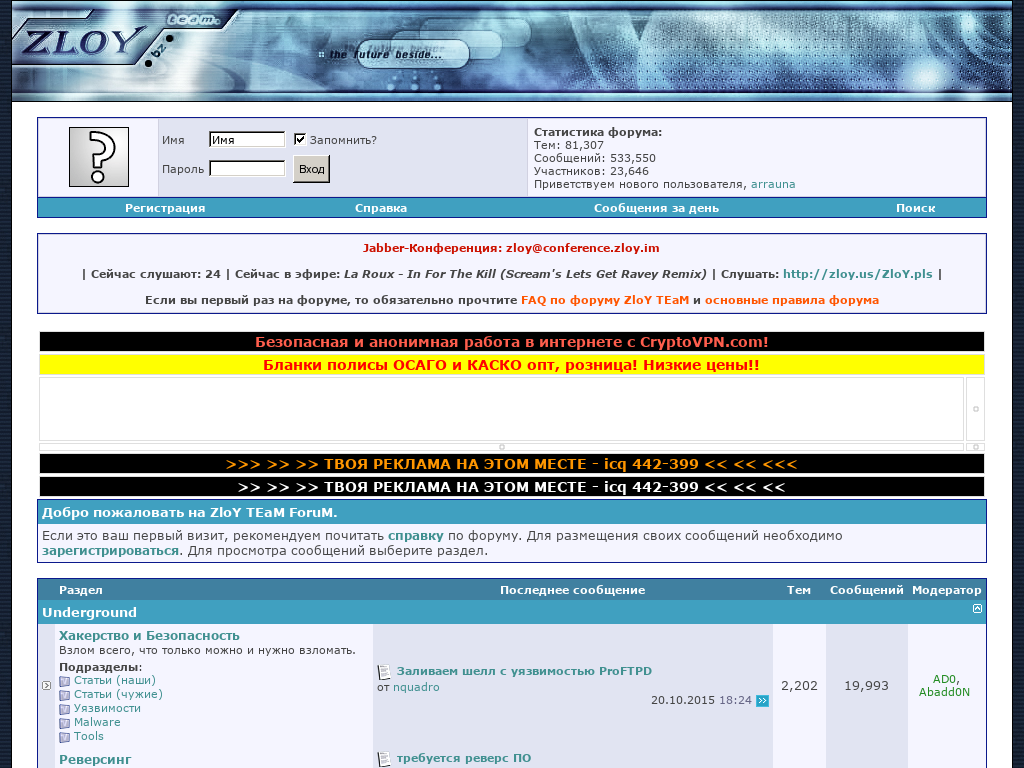 team.
ZLOY
.bz
the future beside...
Имя Имя Запомнить?
Пароль Вход
Статистика форума:
Тем: 81,307
Сообщений: 533,550
Участников: 23,646
Приветствуем нового пользователя, arrauna
Регистрация Справка Сообщения за день Поиск
Jabber-Конференция: zloy@conference.zloy.im
| Сейчас слушают: 24 | Сейчас в эфире: La Roux - In For The Kill (Scream's Lets Get Ravey Remix) | Слушать: http://zloy.us/ZloY.pls |
Если вы первый раз на форуме, то обязательно прочтите FAQ по форуму ZloY TEaM и основные правила форума
Безопасная и анонимная работа в интернете с CryptoVPN.com!
Бланки полисы ОСАГО и КАСКО опт, розница! Низкие цены!!
>>> >> >> ТВОЯ РЕКЛАМА НА ЭТОМ МЕСТЕ - icq 442-399 << << <<<
>> >> >> ТВОЯ РЕКЛАМА НА ЭТОМ МЕСТЕ - icq 442-399 << << <<
Добро пожаловать на ZloY TEaM ForuM.
Если это ваш первый визит, рекомендуем почитать справку по форуму. Для размещения своих сообщений необходимо
зарегистрироваться. Для просмотра сообщений выберите раздел.
Раздел Последнее сообщение Тем Сообщений Модератор
Underground
Хакерство и Безопасность
Взлом всего, что только можно и нужно взломать.
Подразделы:
Статьи (наши)
Статьи (чужие)
Уязвимости
Malware
Tools
Заливаем шелл с уязвимостью ProFTPD
от nquadro
20.10.2015 18:24
2,202
19,993
AD0,
Abadd0N
Реверсинг
требуется реверс ПО